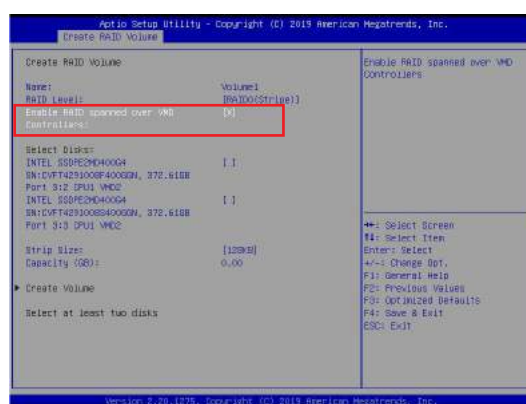 Aptio Setup Utility - Copyright (C) 2019 American Megatrends, Inc.
Create RAID Volume
Create RAID Volume
Name: Volume1
RAID Level: [RAID0(Stripe)]
Enable RAID spanned over VMD [X]
Controllers:
Select Disks:
INTEL SSDPE2MD400G4 [ ]
372.61GB
Port 3:2 CPU1 VMD2
INTEL SSDPE2MD400G4 [ ]
372.61GB
Port 3:3 CPU1 VMD2
Strip Size: [128KB]
Capacity (GB): 0.00
Create Volume
Select at least two disks
Enable RAID spanned over VMD
Controllers
: Select Screen
: Select Item
Enter: Select
+/-: Change Opt.
F1: General Help
F2: Previous Values
F3: Optimized Defaults
F4: Save & Exit
ESC: Exit
Version 2.20.1275. Copyright (C) 2019 American Megatrends, Inc.